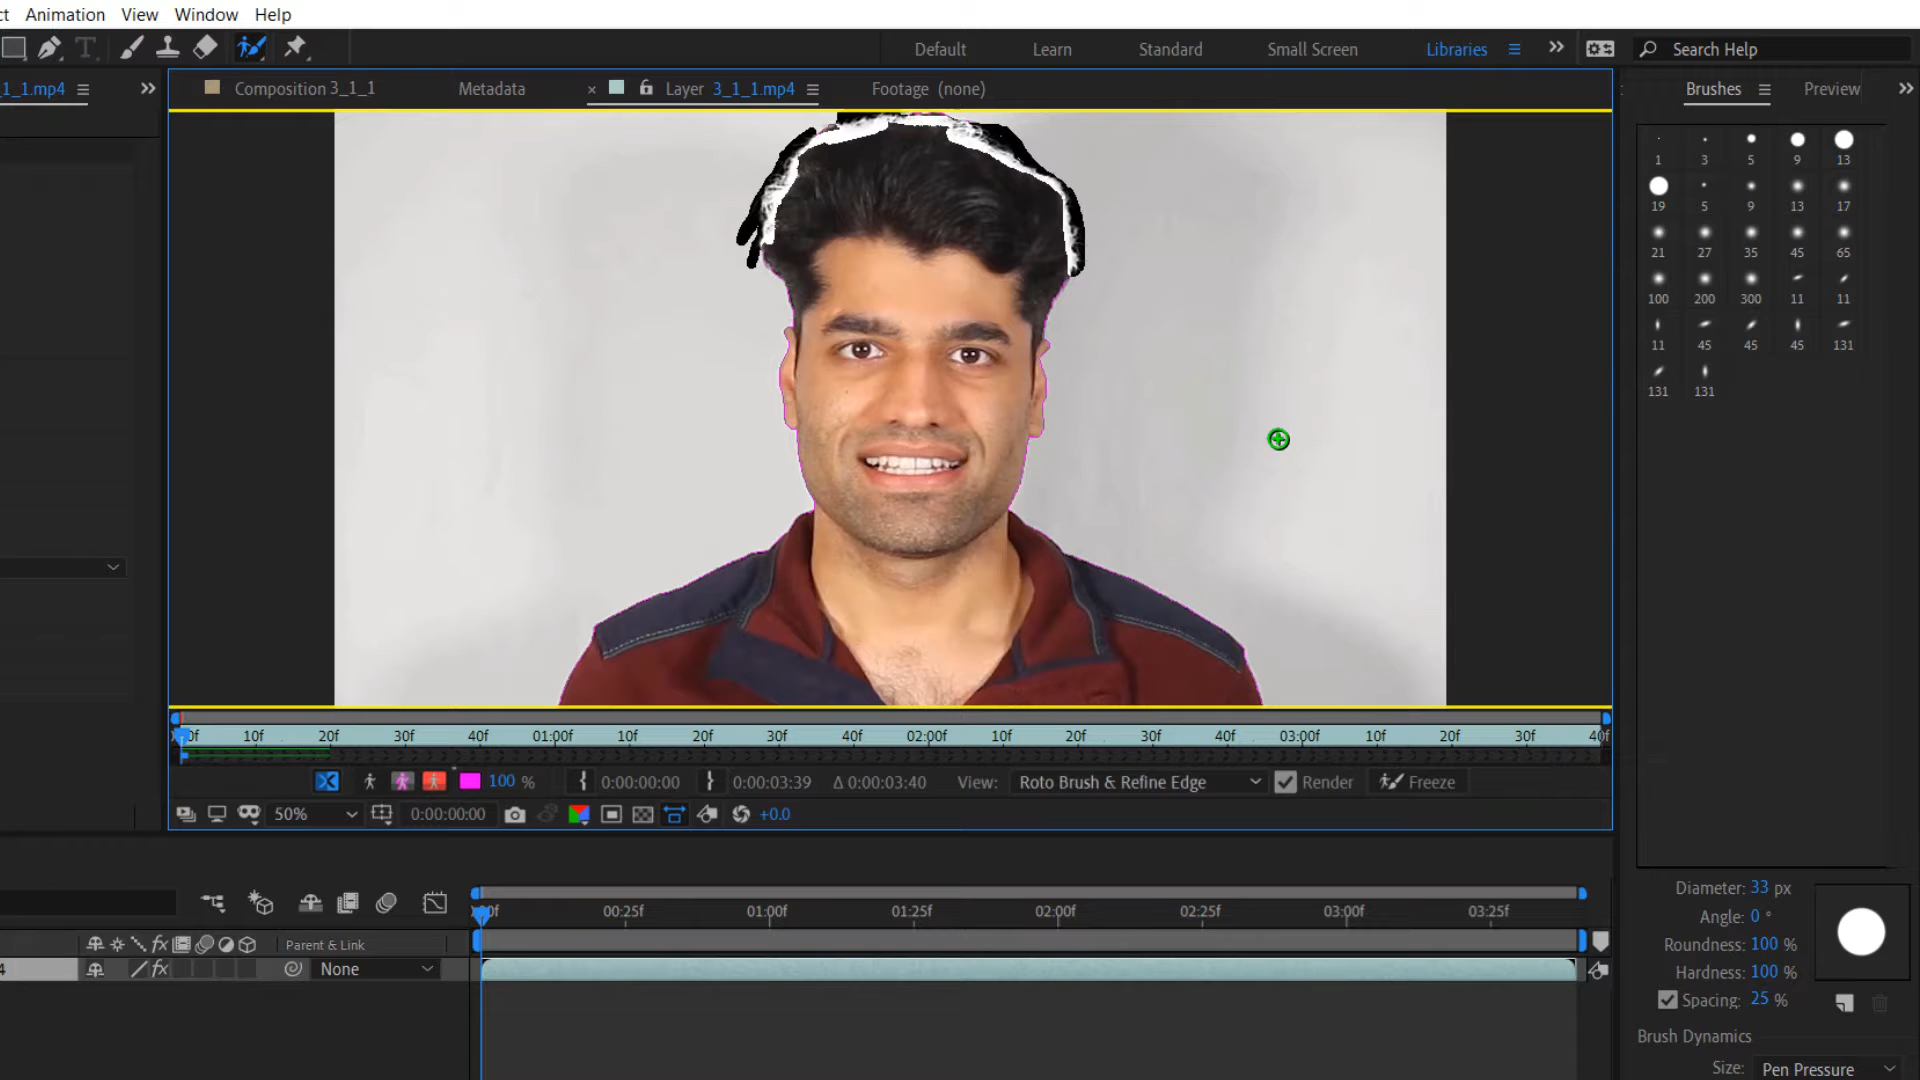 ct Animation View Window Help
Default Learn Standard Small Screen Libraries Search Help
_1_1.mp4 Composition 3_1_1 Metadata × Layer 3_1_1.mp4 Footage (none) Brushes Preview
1 3 5 9 13
19 5 9 13 17
21 27 35 45 65
100 200 300 11 11
11 45 45 45 131
131 131
0f 10f 20f 30f 40f 01:00f 10f 20f 30f 40f 02:00f 10f 20f 30f 40f 03:00f 10f 20f 30f 40f
100 % 0:00:00:00 0:00:03:39 Δ 0:00:03:40 View: Roto Brush & Refine Edge Render Freeze
50% 0:00:00:00 +0.0
Diameter: 33 px
Angle: 0 °
Roundness: 100 %
Hardness: 100 %
Spacing: 25 %
Brush Dynamics
Size: Pen Pressure
0f 00:25f 01:00f 01:25f 02:00f 02:25f 03:00f 03:25f
fx Parent & Link
4 fx None